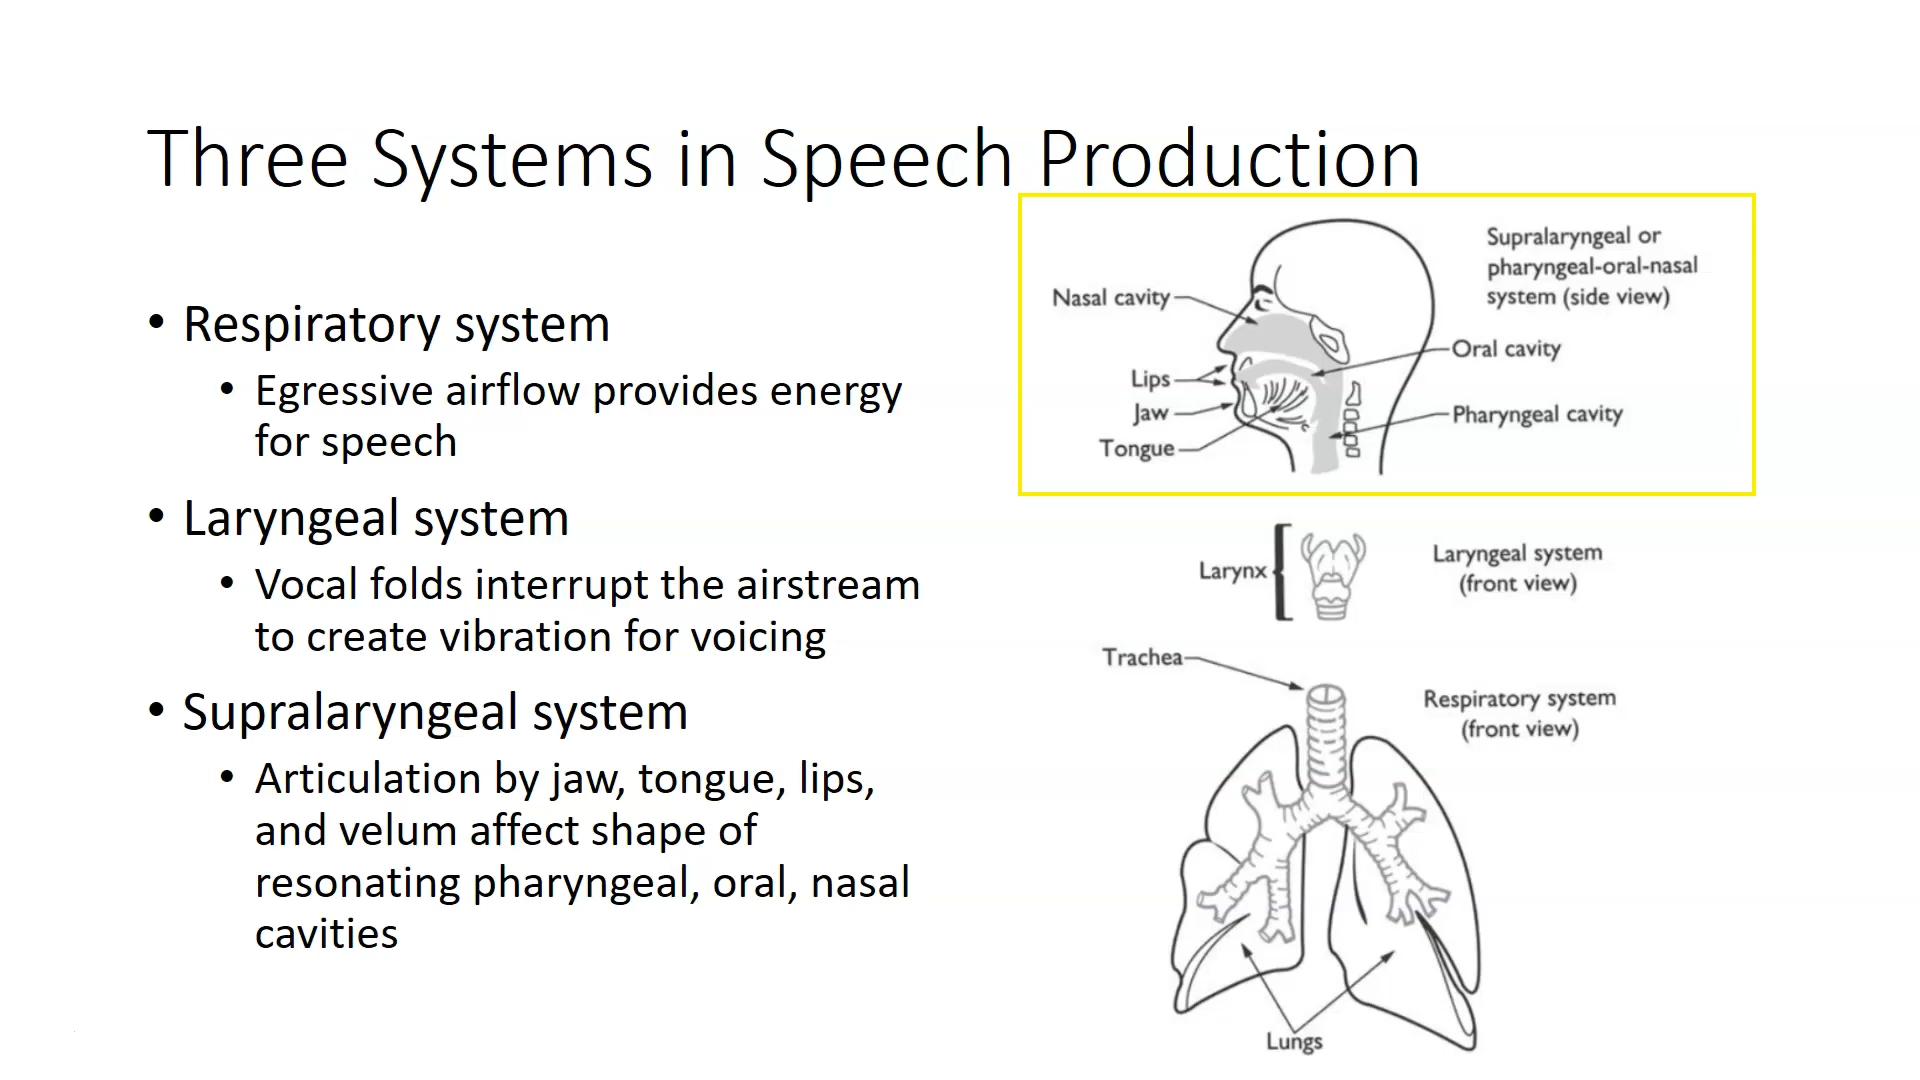 Three Systems in Speech Production
• Respiratory system
• Egressive airflow provides energy
for speech
• Laryngeal system
• Vocal folds interrupt the airstream
to create vibration for voicing
• Supralaryngeal system
• Articulation by jaw, tongue, lips,
and velum affect shape of
resonating pharyngeal, oral, nasal
cavities
Supralaryngeal or
pharyngeal-oral-nasal
system (side view)
Nasal cavity
Oral cavity
Lips
Jaw
Pharyngeal cavity
Tongue
Larynx
Laryngeal system
(front view)
Trachea
Respiratory system
(front view)
Lungs